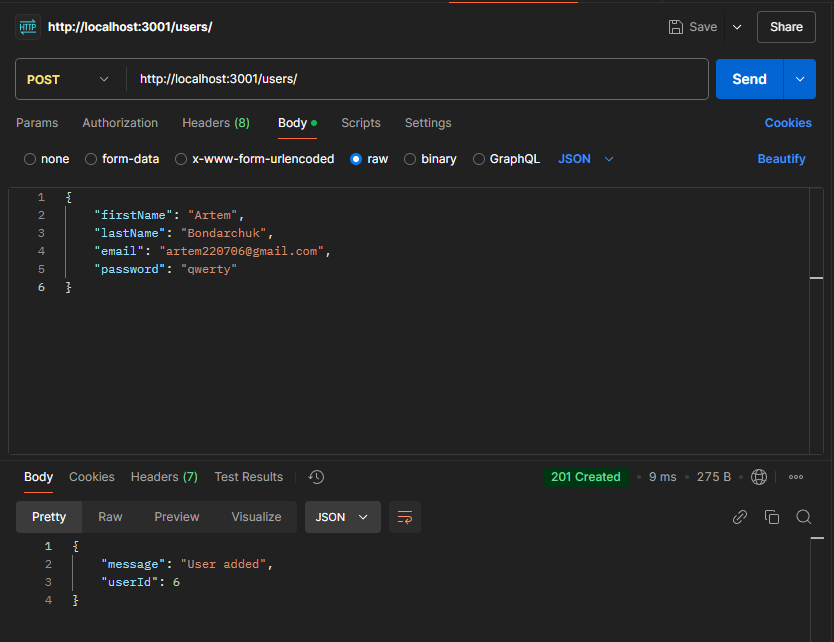 HTTP http://localhost:3001/users/ Save Share
POST http://localhost:3001/users/ Send
Params Authorization Headers (8) Body Scripts Settings Cookies
none form-data x-www-form-urlencoded raw binary GraphQL JSON Beautify
1 {
2 "firstName": "Artem",
3 "lastName": "Bondarchuk",
4 "email": "artem220706@gmail.com",
5 "password": "qwerty"
6 }
Body Cookies Headers (7) Test Results 201 Created • 9 ms • 275 B •
Pretty Raw Preview Visualize JSON
1 {
2 "message": "User added",
3 "userId": 6
4 }